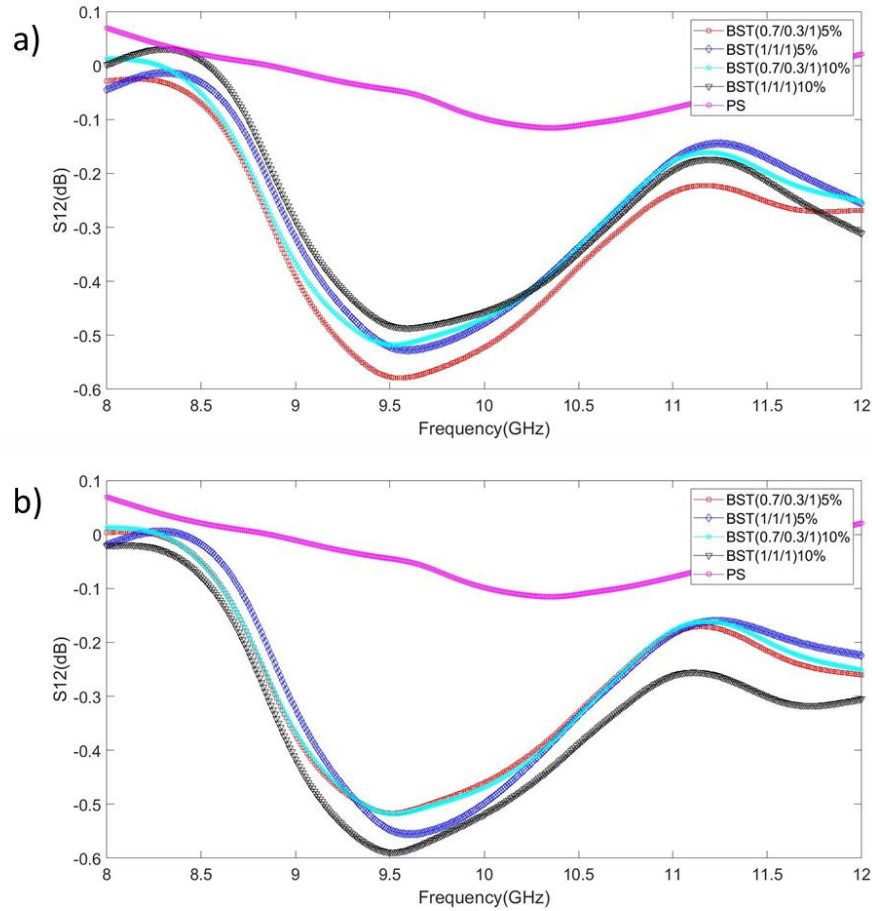 a)
0.1
0
-0.1
-0.2
-0.3
-0.4
-0.5
-0.6
S12(dB)
BST(0.7/0.3/1)5%
BST(1/1/1)5%
BST(0.7/0.3/1)10%
BST(1/1/1)10%
PS
8 8.5 9 9.5 10 10.5 11 11.5 12
Frequency(GHz)
b)
0.1
0
-0.1
-0.2
-0.3
-0.4
-0.5
-0.6
S12(dB)
BST(0.7/0.3/1)5%
BST(1/1/1)5%
BST(0.7/0.3/1)10%
BST(1/1/1)10%
PS
8 8.5 9 9.5 10 10.5 11 11.5 12
Frequency(GHz)